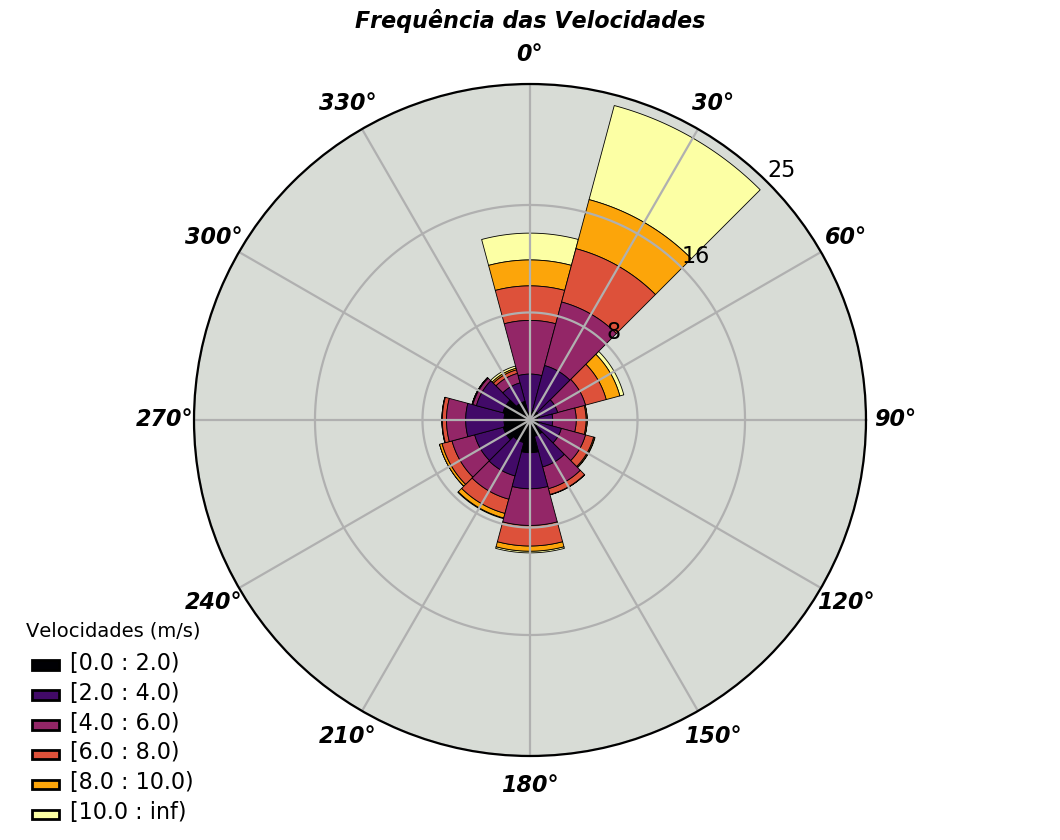 Frequência das Velocidades
0°
330°
30°
25
300°
60°
16
8
270°
90°
240°
120°
210°
150°
180°
Velocidades (m/s)
[0.0 : 2.0)
[2.0 : 4.0)
[4.0 : 6.0)
[6.0 : 8.0)
[8.0 : 10.0)
[10.0 : inf)